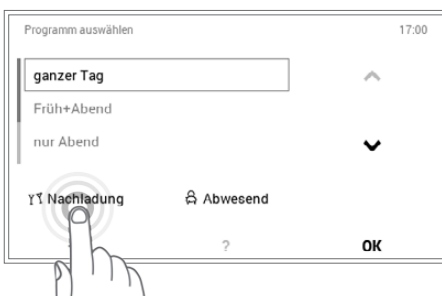 Programm auswählen 17:00
ganzer Tag
Früh+Abend
nur Abend
Nachladung Abwesend
? OK